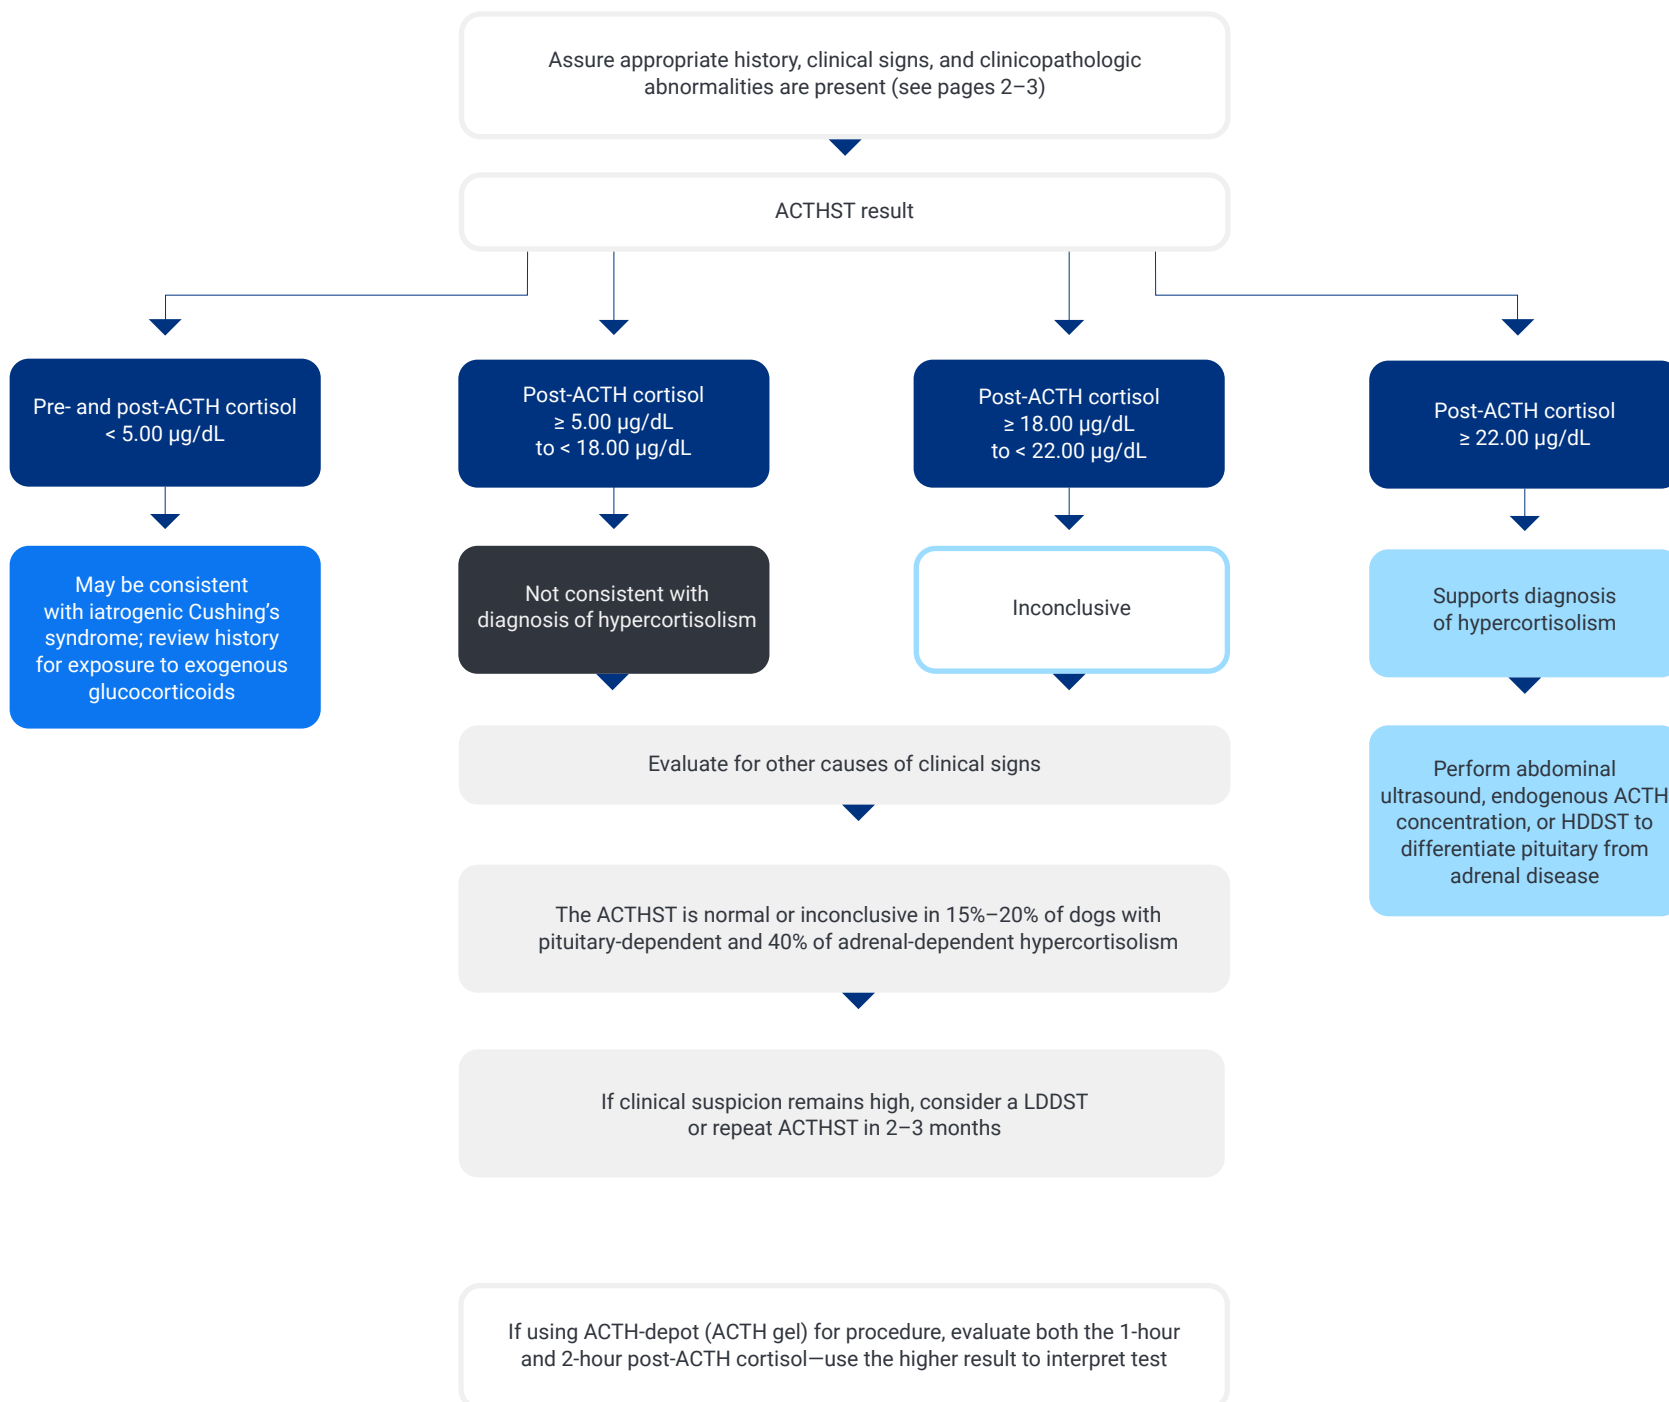 Assure appropriate history, clinical signs, and clinicopathologic
abnormalities are present (see pages 2–3)
ACTHST result
Pre- and post-ACTH cortisol
< 5.00 µg/dL
Post-ACTH cortisol
≥ 5.00 µg/dL
to < 18.00 µg/dL
Post-ACTH cortisol
≥ 18.00 µg/dL
to < 22.00 µg/dL
Post-ACTH cortisol
≥ 22.00 µg/dL
May be consistent
with iatrogenic Cushing’s
syndrome; review history
for exposure to exogenous
glucocorticoids
Not consistent with
diagnosis of hypercortisolism
Inconclusive
Supports diagnosis
of hypercortisolism
Evaluate for other causes of clinical signs
Perform abdominal
ultrasound, endogenous ACTH
concentration, or HDDST to
differentiate pituitary from
adrenal disease
The ACTHST is normal or inconclusive in 15%–20% of dogs with
pituitary-dependent and 40% of adrenal-dependent hypercortisolism
If clinical suspicion remains high, consider a LDDST
or repeat ACTHST in 2–3 months
If using ACTH-depot (ACTH gel) for procedure, evaluate both the 1-hour
and 2-hour post-ACTH cortisol—use the higher result to interpret test